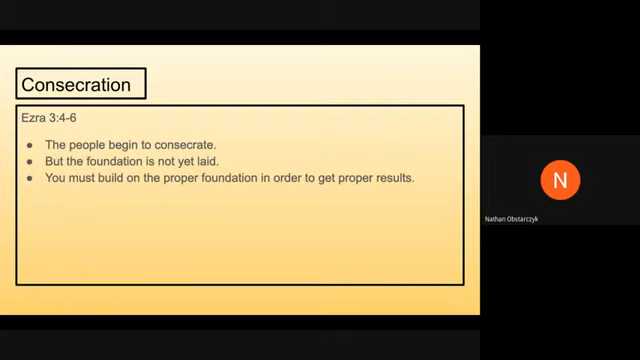 Consecration
Ezra 3:4-6
● The people begin to consecrate.
● But the foundation is not yet laid.
● You must build on the proper foundation in order to get proper results.
N
Nathan Obstarczyk